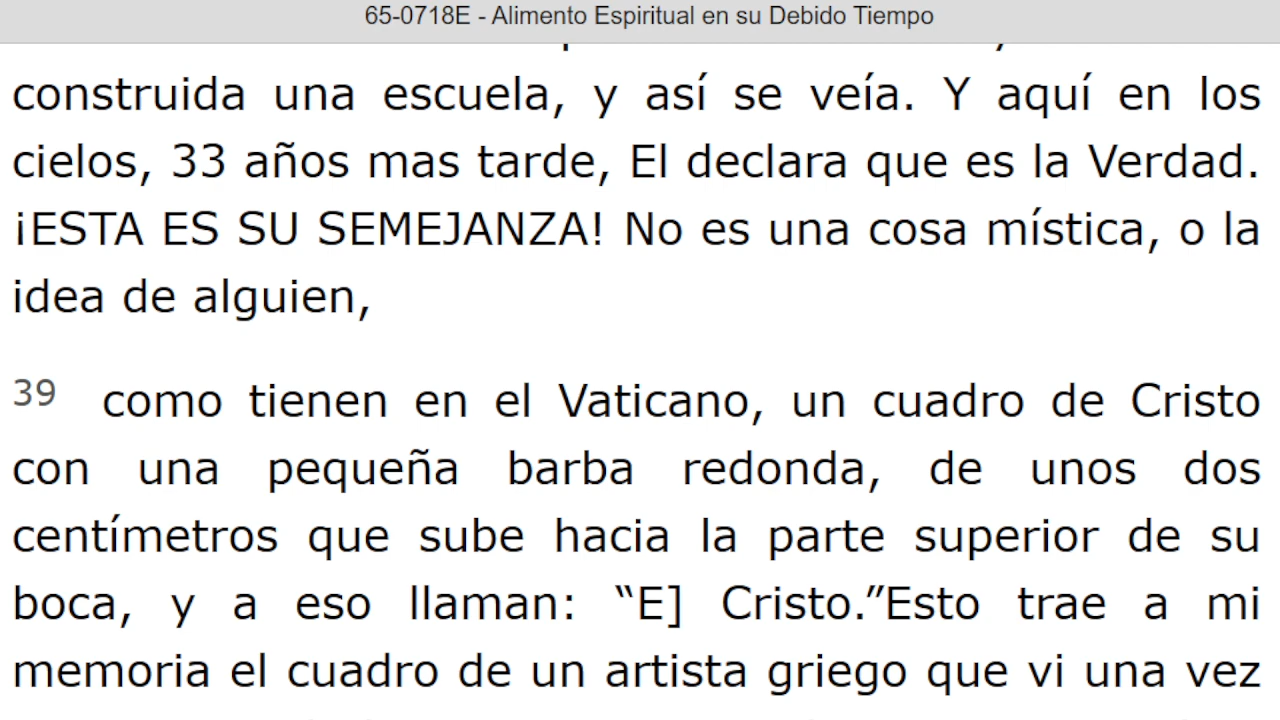 65-0718E - Alimento Espiritual en su Debido Tiempo
construida una escuela, y así se veía. Y aquí en los
cielos, 33 años mas tarde, El declara que es la Verdad.
¡ESTA ES SU SEMEJANZA! No es una cosa mística, o la
idea de alguien,
39 como tienen en el Vaticano, un cuadro de Cristo
con una pequeña barba redonda, de unos dos
centímetros que sube hacia la parte superior de su
boca, y a eso llaman: “E] Cristo.”Esto trae a mi
memoria el cuadro de un artista griego que vi una vez